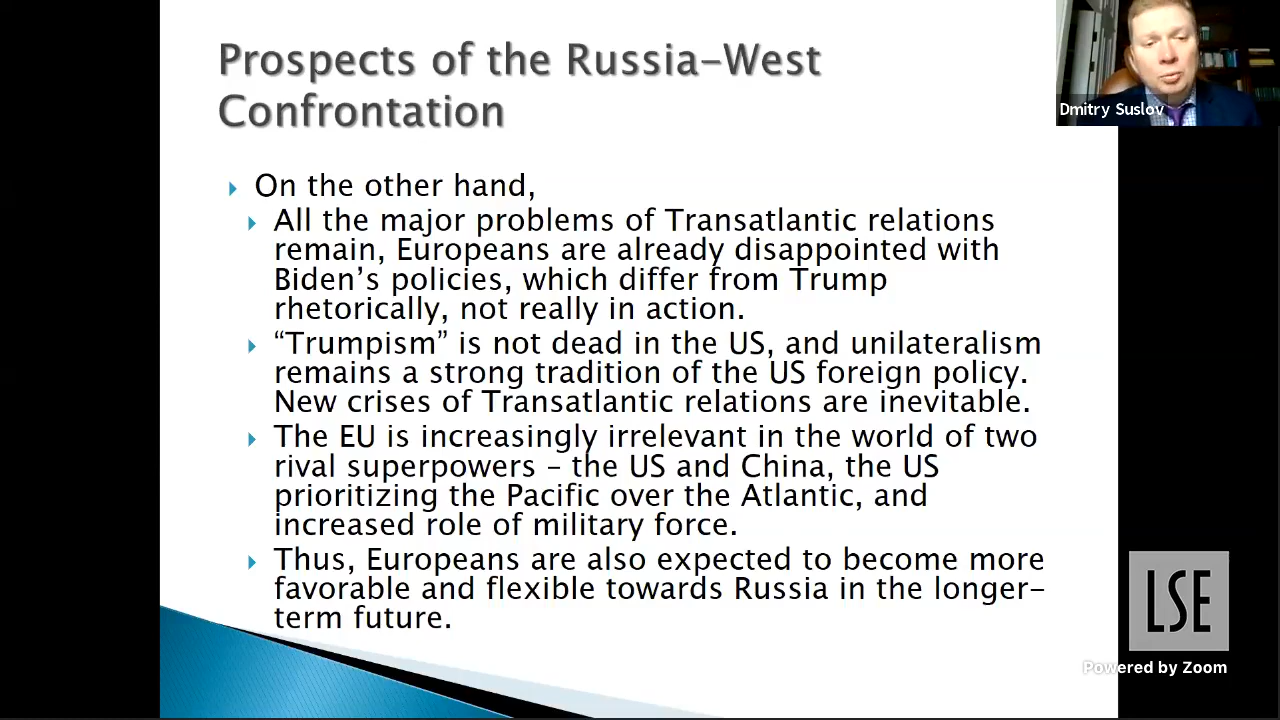 Prospects of the Russia–West
Confrontation
On the other hand,
All the major problems of Transatlantic relations
remain, Europeans are already disappointed with
Biden’s policies, which differ from Trump
rhetorically, not really in action.
“Trumpism” is not dead in the US, and unilateralism
remains a strong tradition of the US foreign policy.
New crises of Transatlantic relations are inevitable.
The EU is increasingly irrelevant in the world of two
rival superpowers – the US and China, the US
prioritizing the Pacific over the Atlantic, and
increased role of military force.
Thus, Europeans are also expected to become more
favorable and flexible towards Russia in the longer-
term future.
Dmitry Suslov
LSE
Powered by Zoom